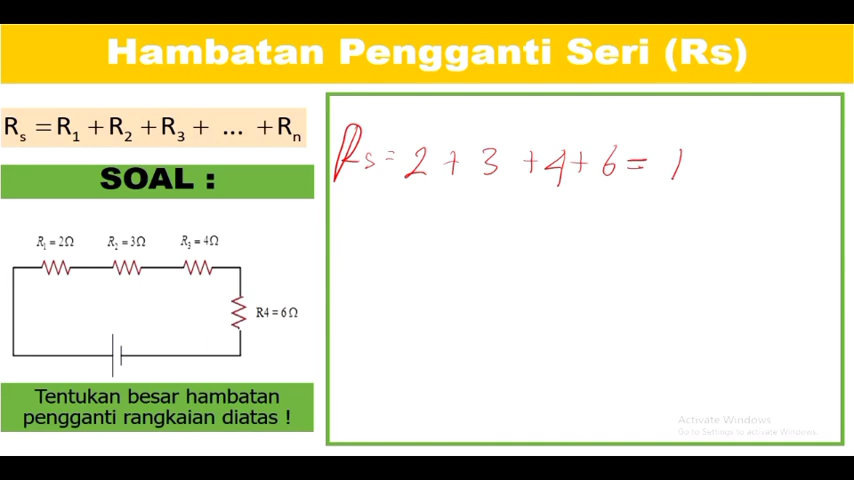 Hambatan Pengganti Seri (Rs)
Rs = R1 + R2 + R3 + ... + Rn
SOAL :
R1 = 2Ω R2 = 3Ω R3 = 4Ω
R4 = 6Ω
Tentukan besar hambatan
pengganti rangkaian diatas !
Rs = 2 + 3 + 4 + 6 = 1
Activate Windows
Go to Settings to activate Windows.